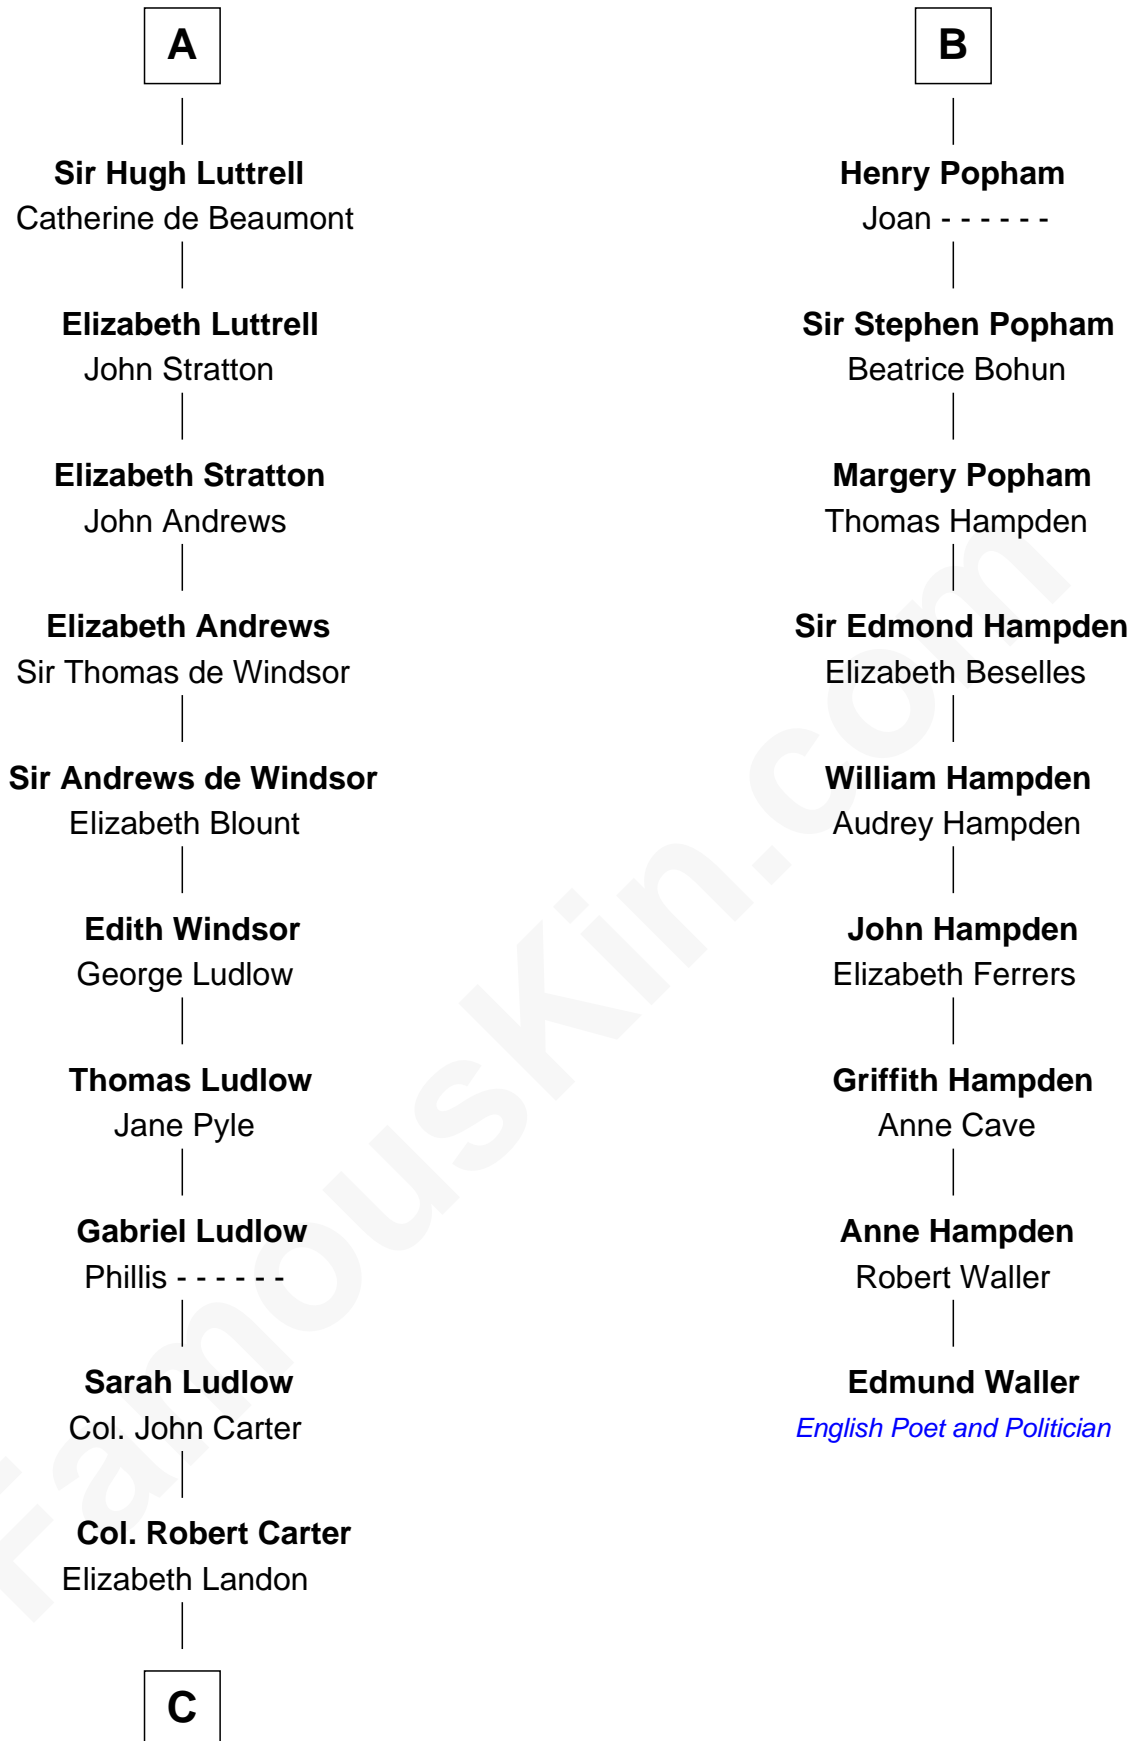 A
Sir Hugh Luttrell
Catherine de Beaumont
Elizabeth Luttrell
John Stratton
Elizabeth Stratton
John Andrews
Elizabeth Andrews
Sir Thomas de Windsor
Sir Andrews de Windsor
Elizabeth Blount
Edith Windsor
George Ludlow
Thomas Ludlow
Jane Pyle
Gabriel Ludlow
Phillis - - - - - -
Sarah Ludlow
Col. John Carter
Col. Robert Carter
Elizabeth Landon
C
B
Henry Popham
Joan - - - - - -
Sir Stephen Popham
Beatrice Bohun
Margery Popham
Thomas Hampden
Sir Edmond Hampden
Elizabeth Beselles
William Hampden
Audrey Hampden
John Hampden
Elizabeth Ferrers
Griffith Hampden
Anne Cave
Anne Hampden
Robert Waller
Edmund Waller
English Poet and Politician
FamousKin.com